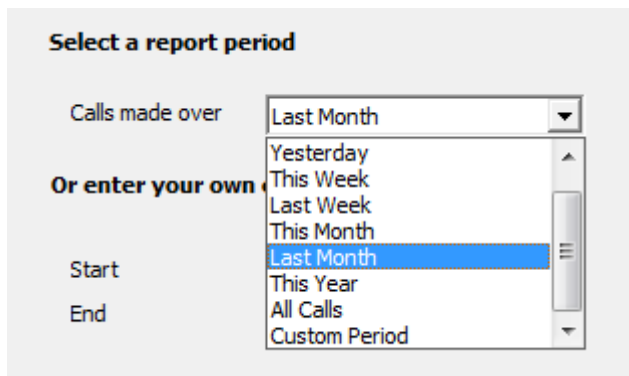 Select a report period
Calls made over Last Month
Yesterday
This Week
Or enter your own
Last Week
This Month
Last Month
Start
This Year
End
All Calls
Custom Period